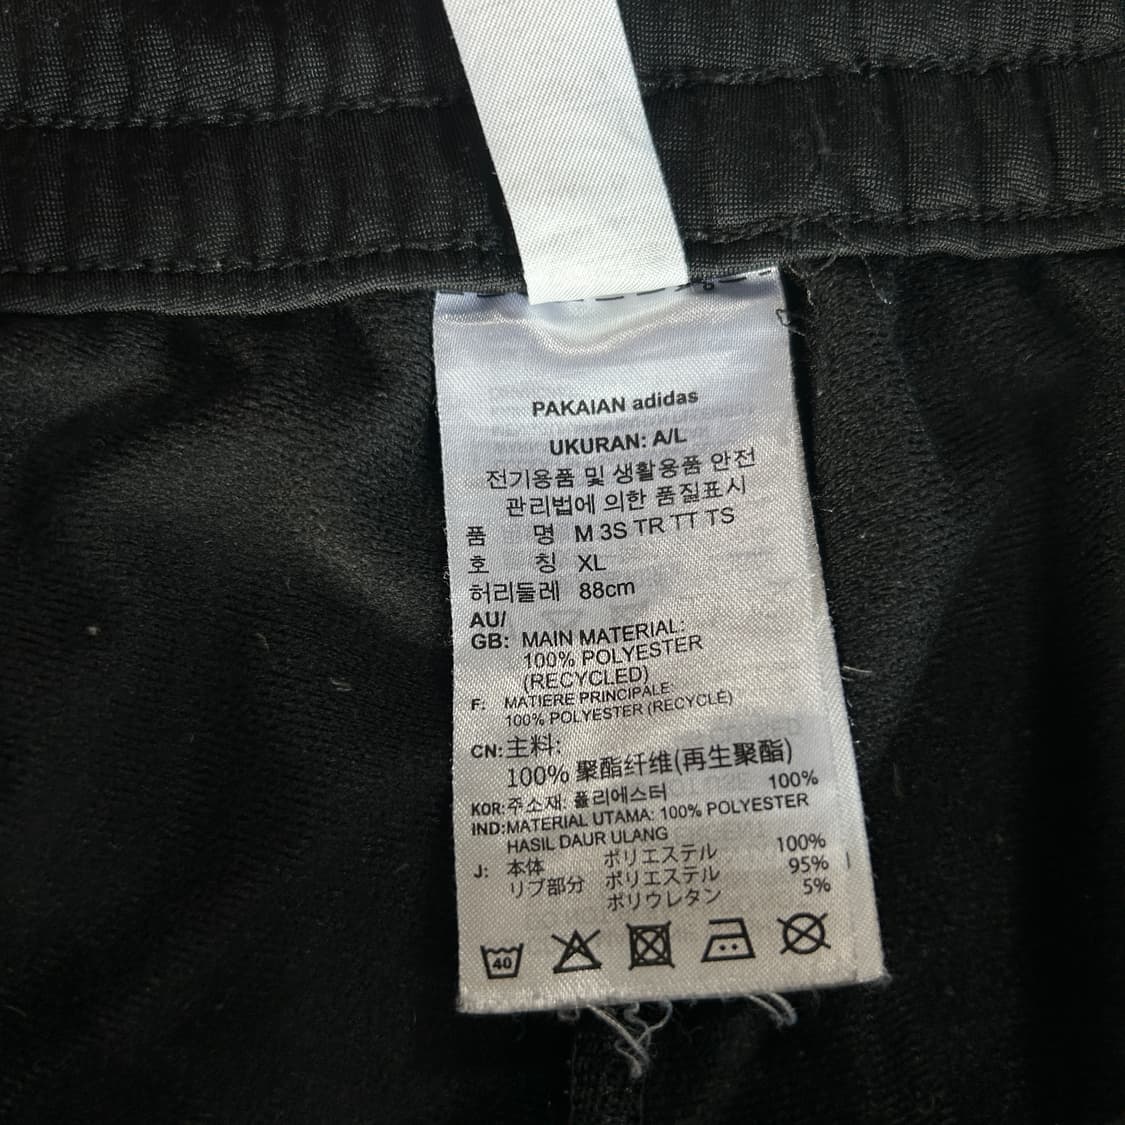 PAKAIAN adidas
UKURAN: A/L
전기용품 및 생활용품 안전
관리법에 의한 품질표시
품 명 M 3S TR TT TS
호 칭 XL
허리둘레 88cm
AU/
GB: MAIN MATERIAL:
100% POLYESTER
(RECYCLED)
F: MATIERE PRINCIPALE:
100% POLYESTER (RECYCLÉ)
CN: 主料:
100% 聚酯纤维(再生聚酯)
KOR: 주소재: 폴리에스터 100%
IND: MATERIAL UTAMA: 100% POLYESTER
HASIL DAUR ULANG
J: 本体 ポリエステル 100%
リブ部分 ポリエステル 95%
ポリウレタン 5%
40